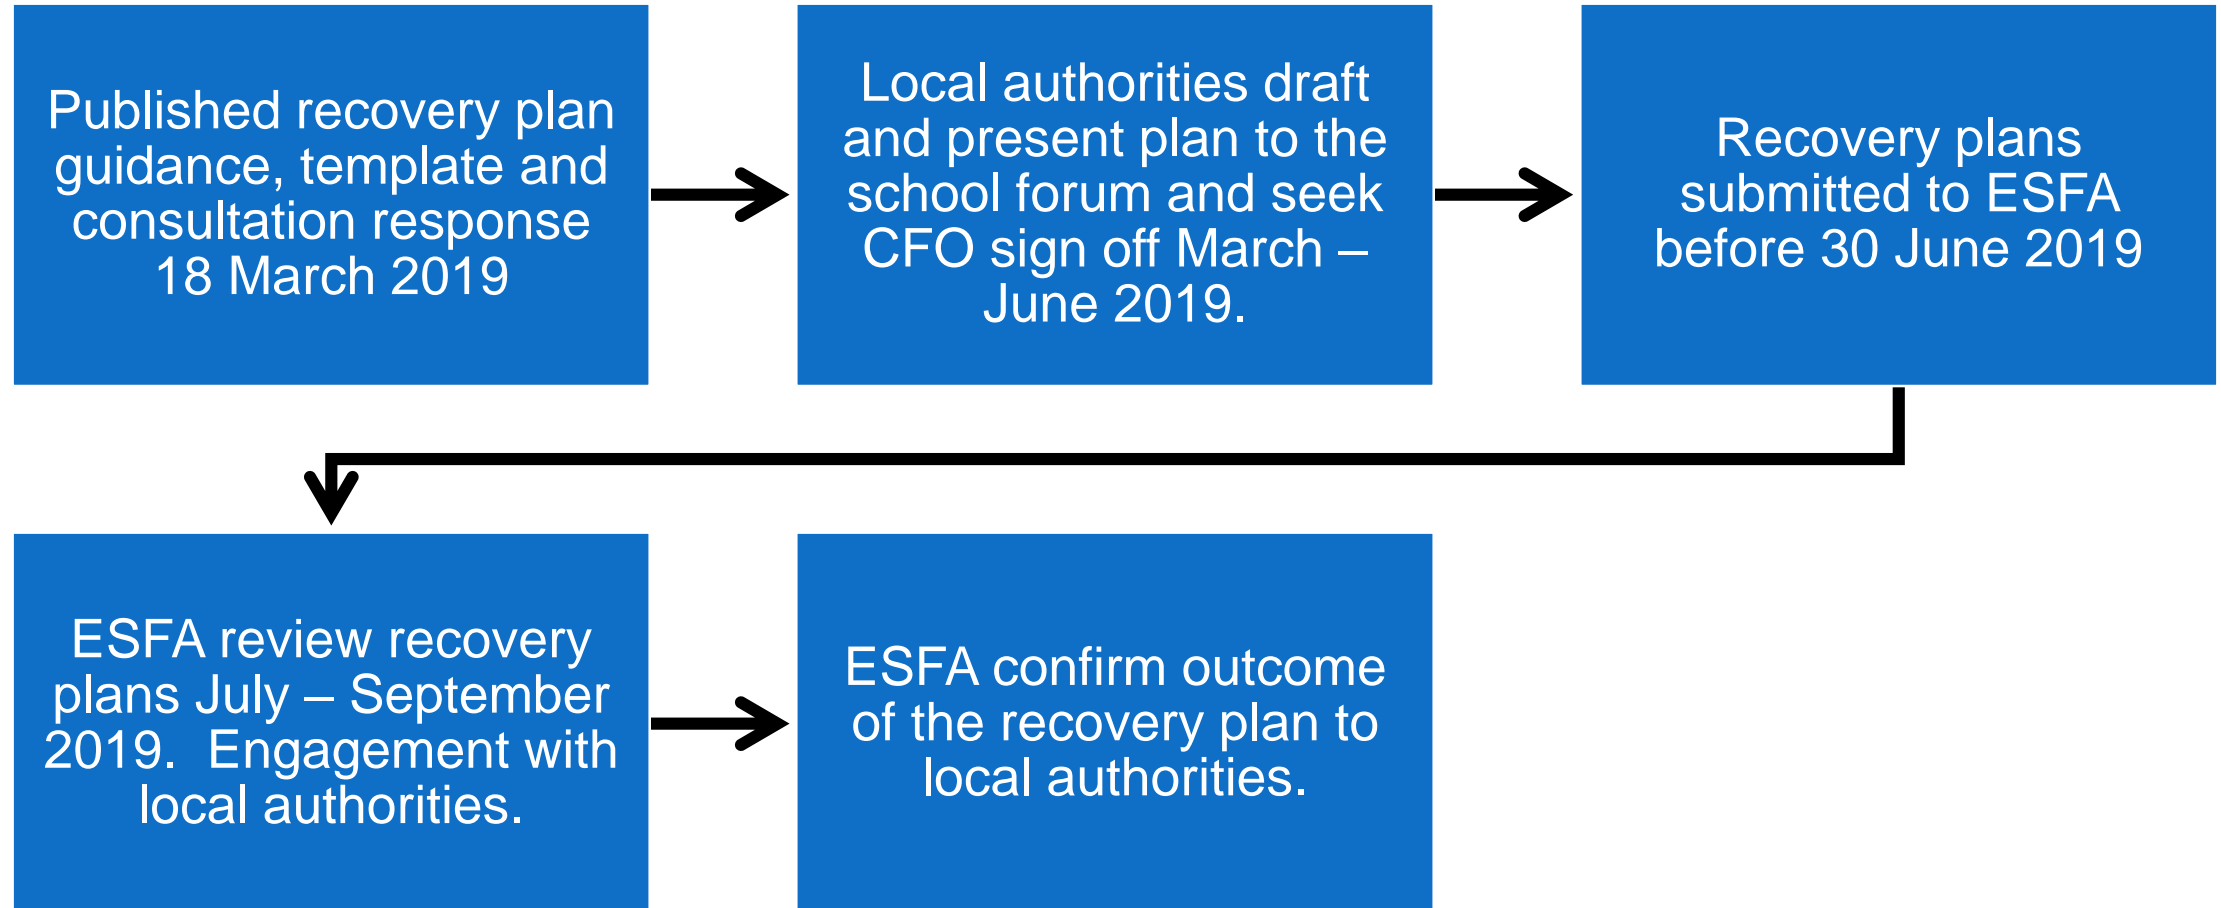 Published recovery plan
guidance, template and
consultation response
18 March 2019
Local authorities draft
and present plan to the
school forum and seek
CFO sign off March –
June 2019.
Recovery plans
submitted to ESFA
before 30 June 2019
ESFA review recovery
plans July – September
2019.  Engagement with
local authorities.
ESFA confirm outcome
of the recovery plan to
local authorities.